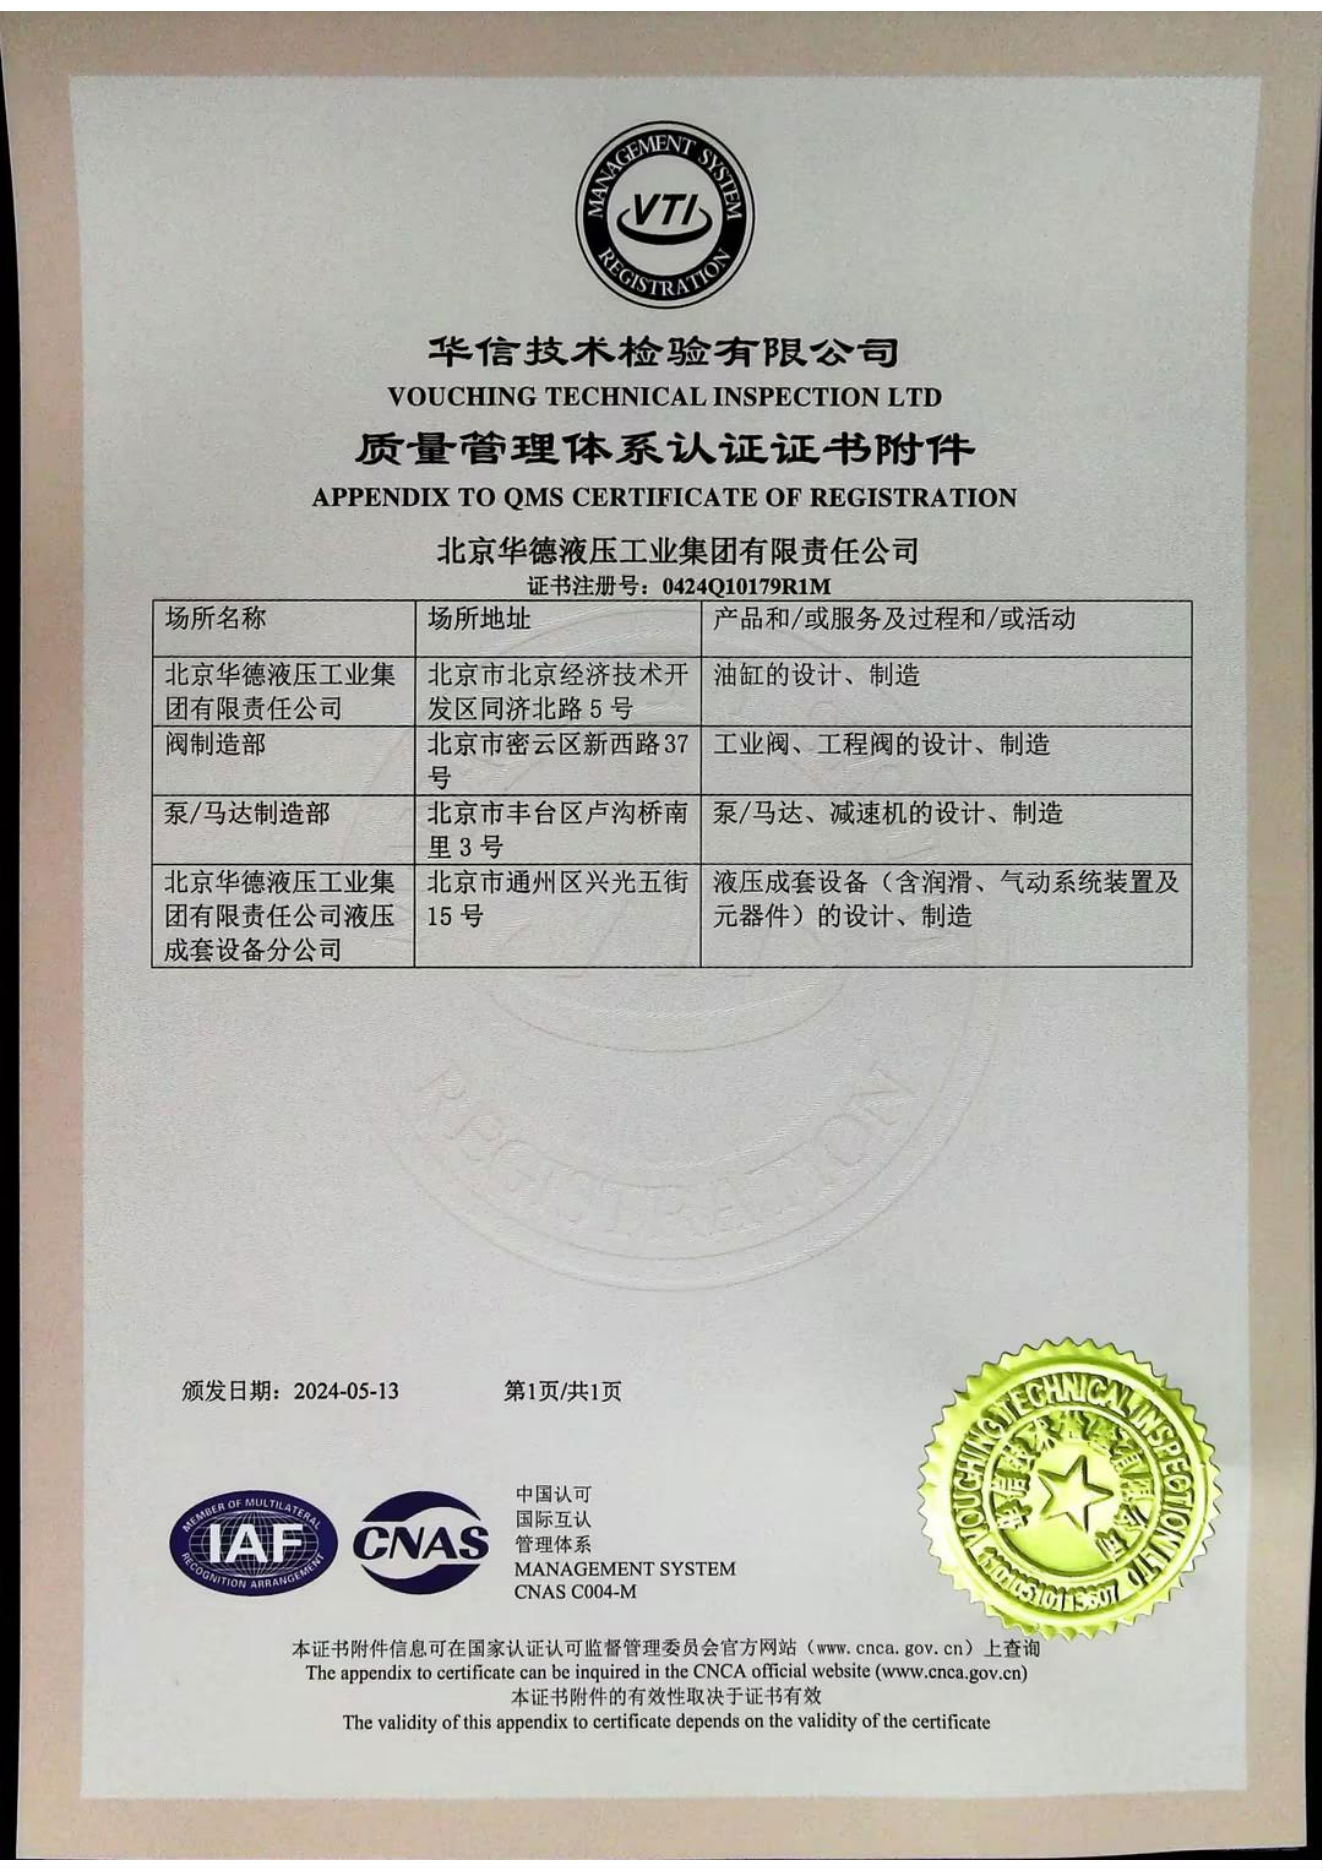 MANAGEMENT SYSTEM
VTI
REGISTRATION
华信技术检验有限公司
VOUCHING TECHNICAL INSPECTION LTD
质量管理体系认证证书附件
APPENDIX TO QMS CERTIFICATE OF REGISTRATION
北京华德液压工业集团有限责任公司
证书注册号：0424Q10179R1M
场所名称 场所地址 产品和/或服务及过程和/或活动
北京华德液压工业集 北京市北京经济技术开 油缸的设计、制造
团有限责任公司 发区同济北路 5 号
阀制造部 北京市密云区新西路37 工业阀、工程阀的设计、制造
号
泵/马达制造部 北京市丰台区卢沟桥南 泵/马达、减速机的设计、制造
里 3 号
北京华德液压工业集 北京市通州区兴光五街 液压成套设备（含润滑、气动系统装置及
团有限责任公司液压 15 号 元器件）的设计、制造
成套设备分公司
REGISTRATION
颁发日期：2024-05-13 第1页/共1页
VOUCHING TECHNICAL INSPECTION LTD
华信技术检验有限公司
MEMBER OF MULTILATERAL
IAF
RECOGNITION ARRANGEMENT
CNAS
中国认可
国际互认
管理体系
MANAGEMENT SYSTEM
CNAS C004-M
本证书附件信息可在国家认证认可监督管理委员会官方网站（www.cnca.gov.cn）上查询
The appendix to certificate can be inquired in the CNCA official website (www.cnca.gov.cn)
本证书附件的有效性取决于证书有效
The validity of this appendix to certificate depends on the validity of the certificate